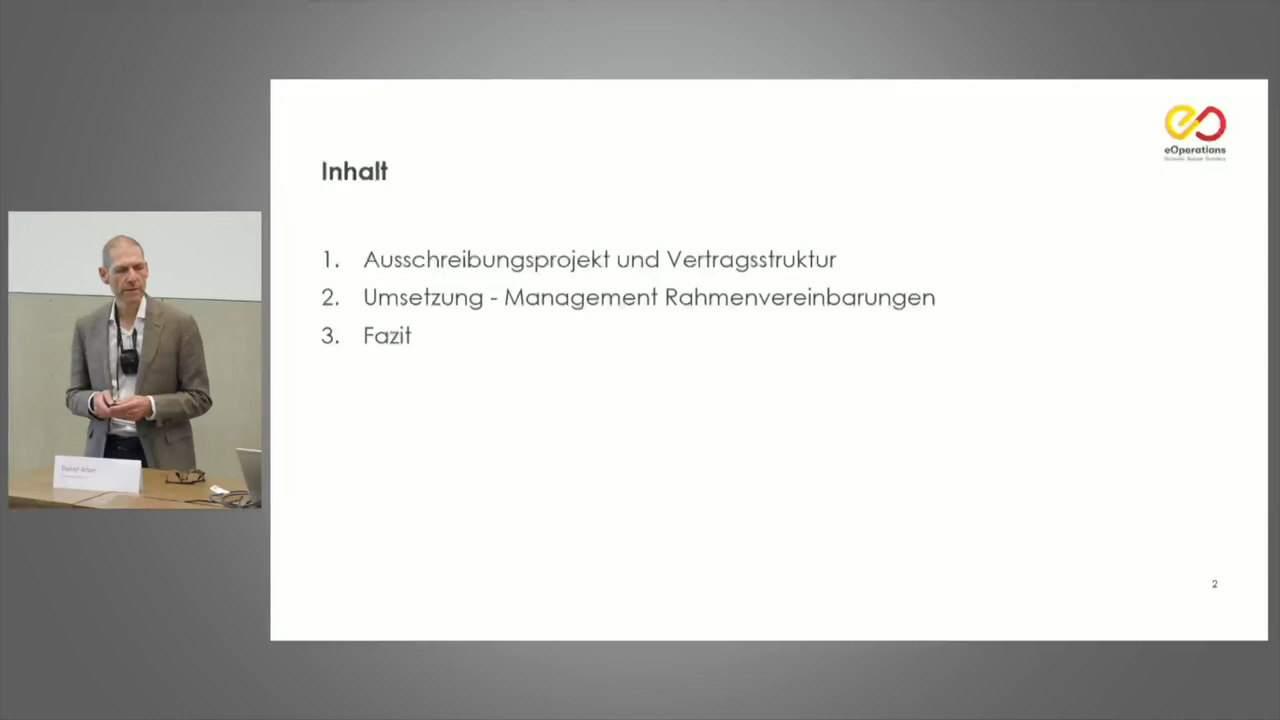 eOperations
Inhalt
1. Ausschreibungsprojekt und Vertragsstruktur
2. Umsetzung - Management Rahmenvereinbarungen
3. Fazit
2